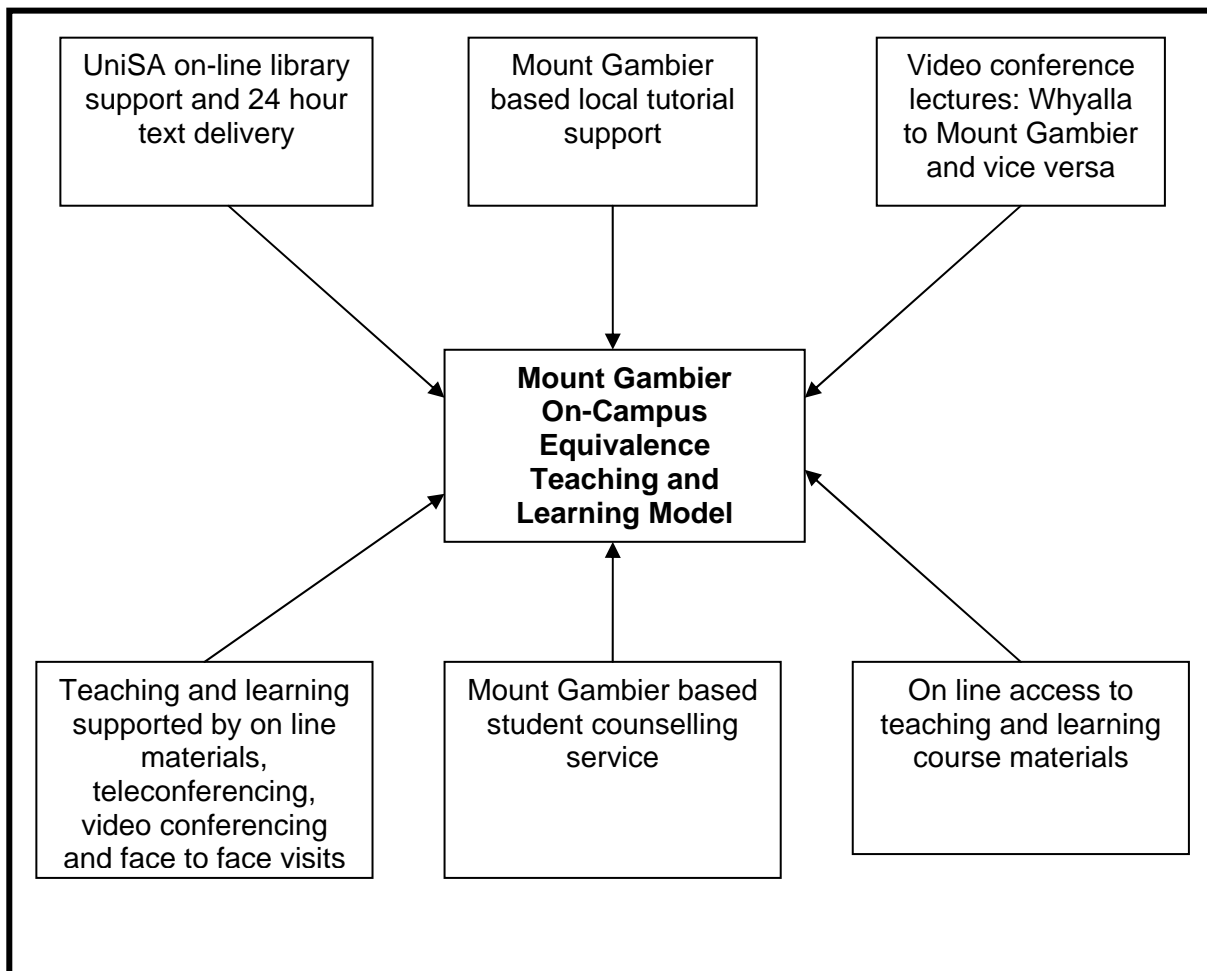 UniSA on-line library
support and 24 hour
text delivery
Mount Gambier
based local tutorial
support
Video conference
lectures: Whyalla
to Mount Gambier
and vice versa
Mount Gambier
On-Campus
Equivalence
Teaching and
Learning Model
Teaching and learning
supported by on line
materials,
teleconferencing,
video conferencing
and face to face visits
Mount Gambier based
student counselling
service
On line access to
teaching and learning
course materials